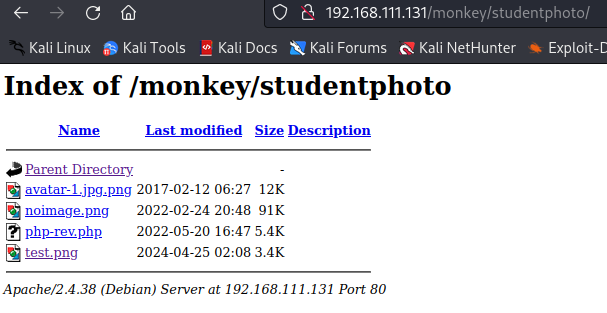 192.168.111.131/monkey/studentphoto/
Kali Linux Kali Tools Kali Docs Kali Forums Kali NetHunter Exploit-D
Index of /monkey/studentphoto
Name Last modified Size Description
Parent Directory -
avatar-1.jpg.png 2017-02-12 06:27 12K
noimage.png 2022-02-24 20:48 91K
php-rev.php 2022-05-20 16:47 5.4K
test.png 2024-04-25 02:08 3.4K
Apache/2.4.38 (Debian) Server at 192.168.111.131 Port 80